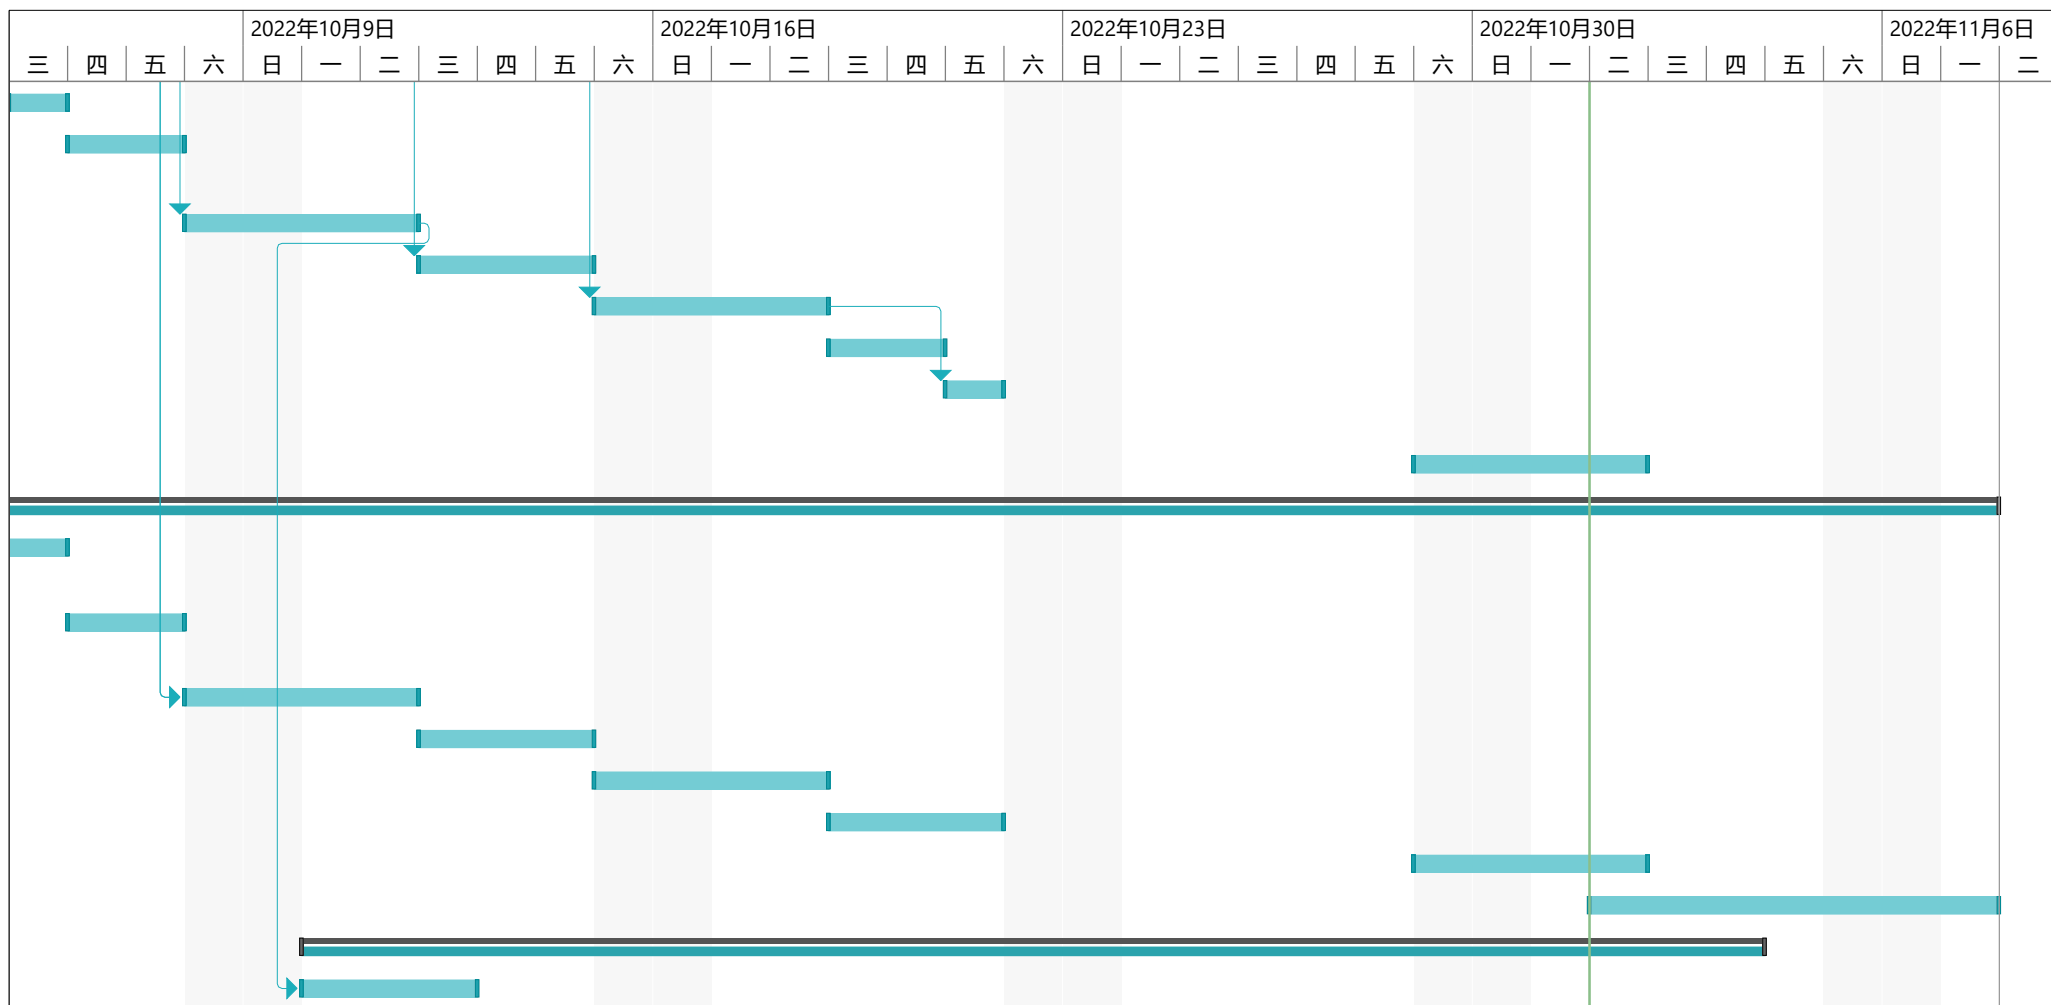 2022年10月9日 2022年10月16日 2022年10月23日 2022年10月30日 2022年11月6日
三 四 五 六 日 一 二 三 四 五 六 日 一 二 三 四 五 六 日 一 二 三 四 五 六 日 一 二 三 四 五 六 日 一 二